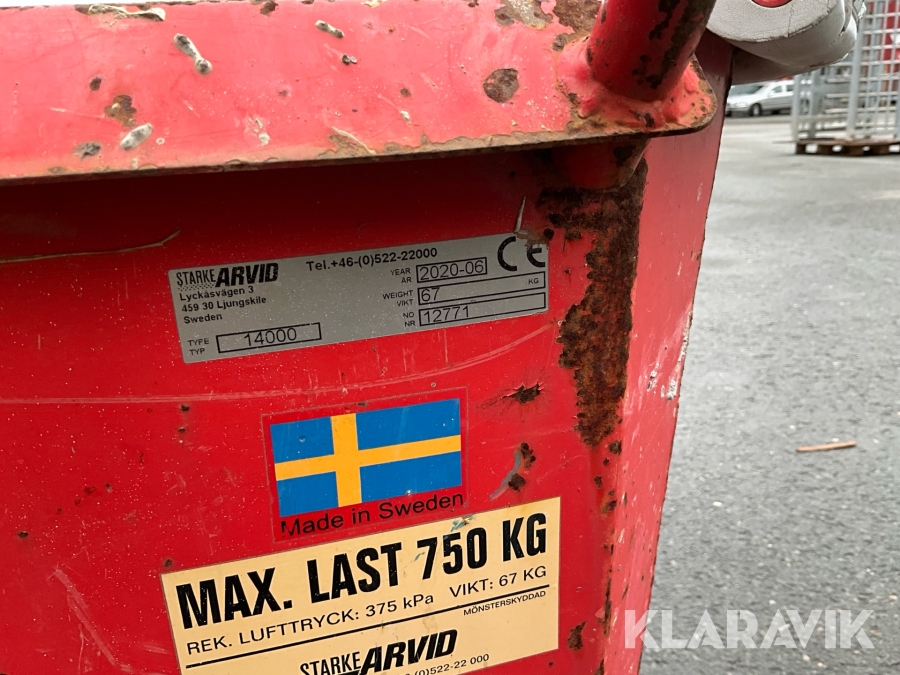 STARKE ARVID
Tel.+46-(0)522-22000
CE
Lyckåsvägen 3
459 30 Ljungskile
Sweden
YEAR
ÅR
2020-06
WEIGHT
VIKT
67
KG
NO
NR
12771
TYPE
TYP
14000
Made in Sweden
MAX. LAST 750 KG
REK. LUFTTRYCK: 375 kPa VIKT: 67 KG
MÖNSTERSKYDDAD
STARKE ARVID
(0)522-22 000
KLARAVIK